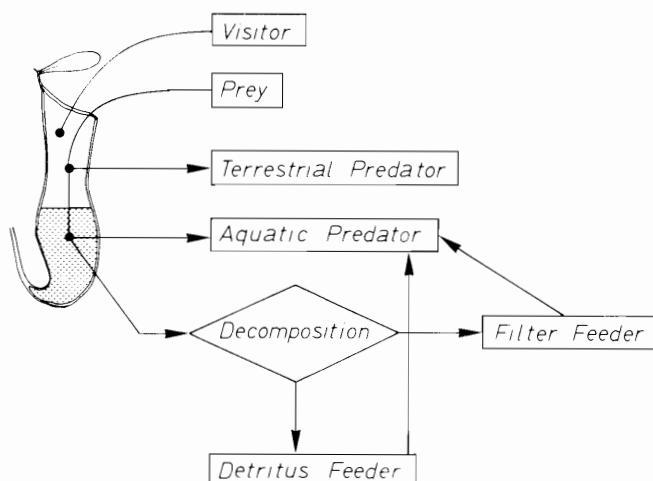 Visitor
Prey
Terrestrial Predator
Aquatic Predator
Decomposition
Filter Feeder
Detritus Feeder